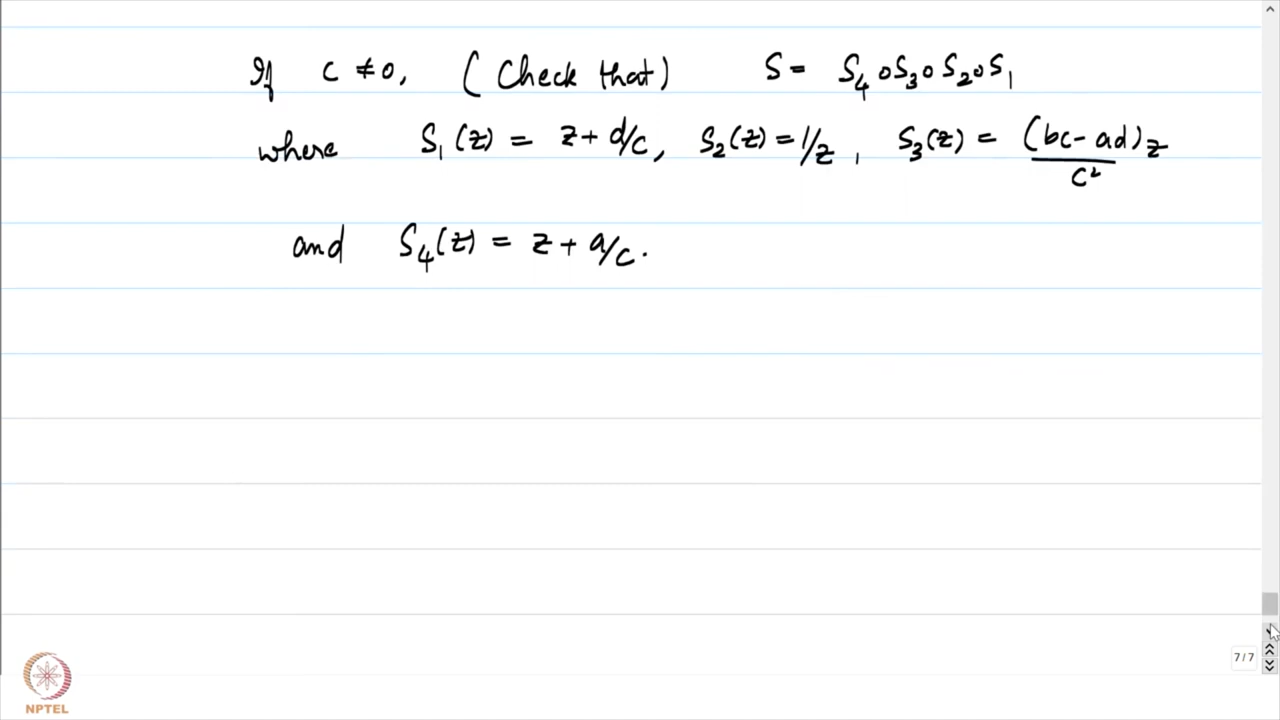 If c ≠ 0, (Check that) S = S₄∘S₃∘S₂∘S₁
where S₁(z) = z + d/c, S₂(z) = 1/z, S₃(z) = (bc - ad)z / c²
and S₄(z) = z + a/c.
7/7
NPTEL